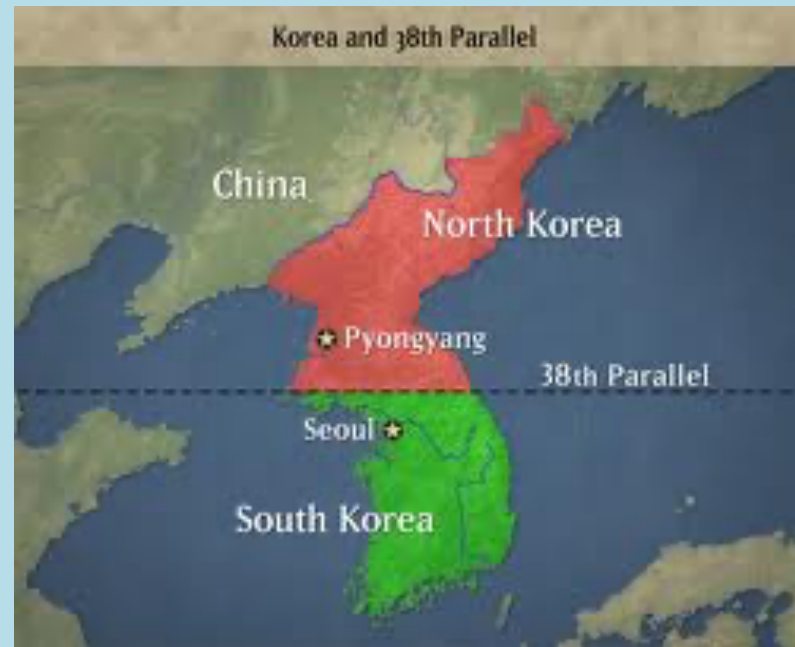 Korea and 38th Parallel
China
North Korea
Pyongyang
38th Parallel
Seoul
South Korea